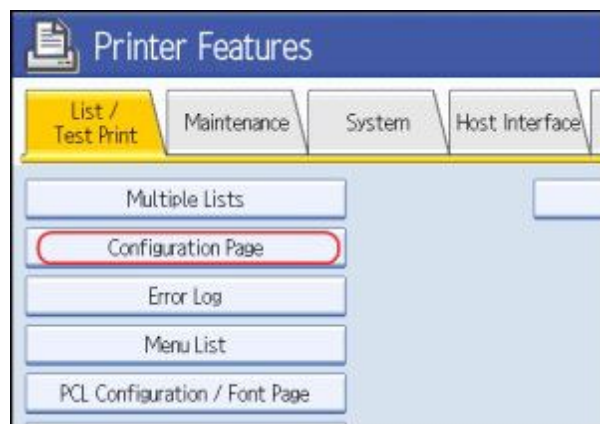 Printer Features
List /
Test Print
Maintenance
System
Host Interface
Multiple Lists
Configuration Page
Error Log
Menu List
PCL Configuration / Font Page